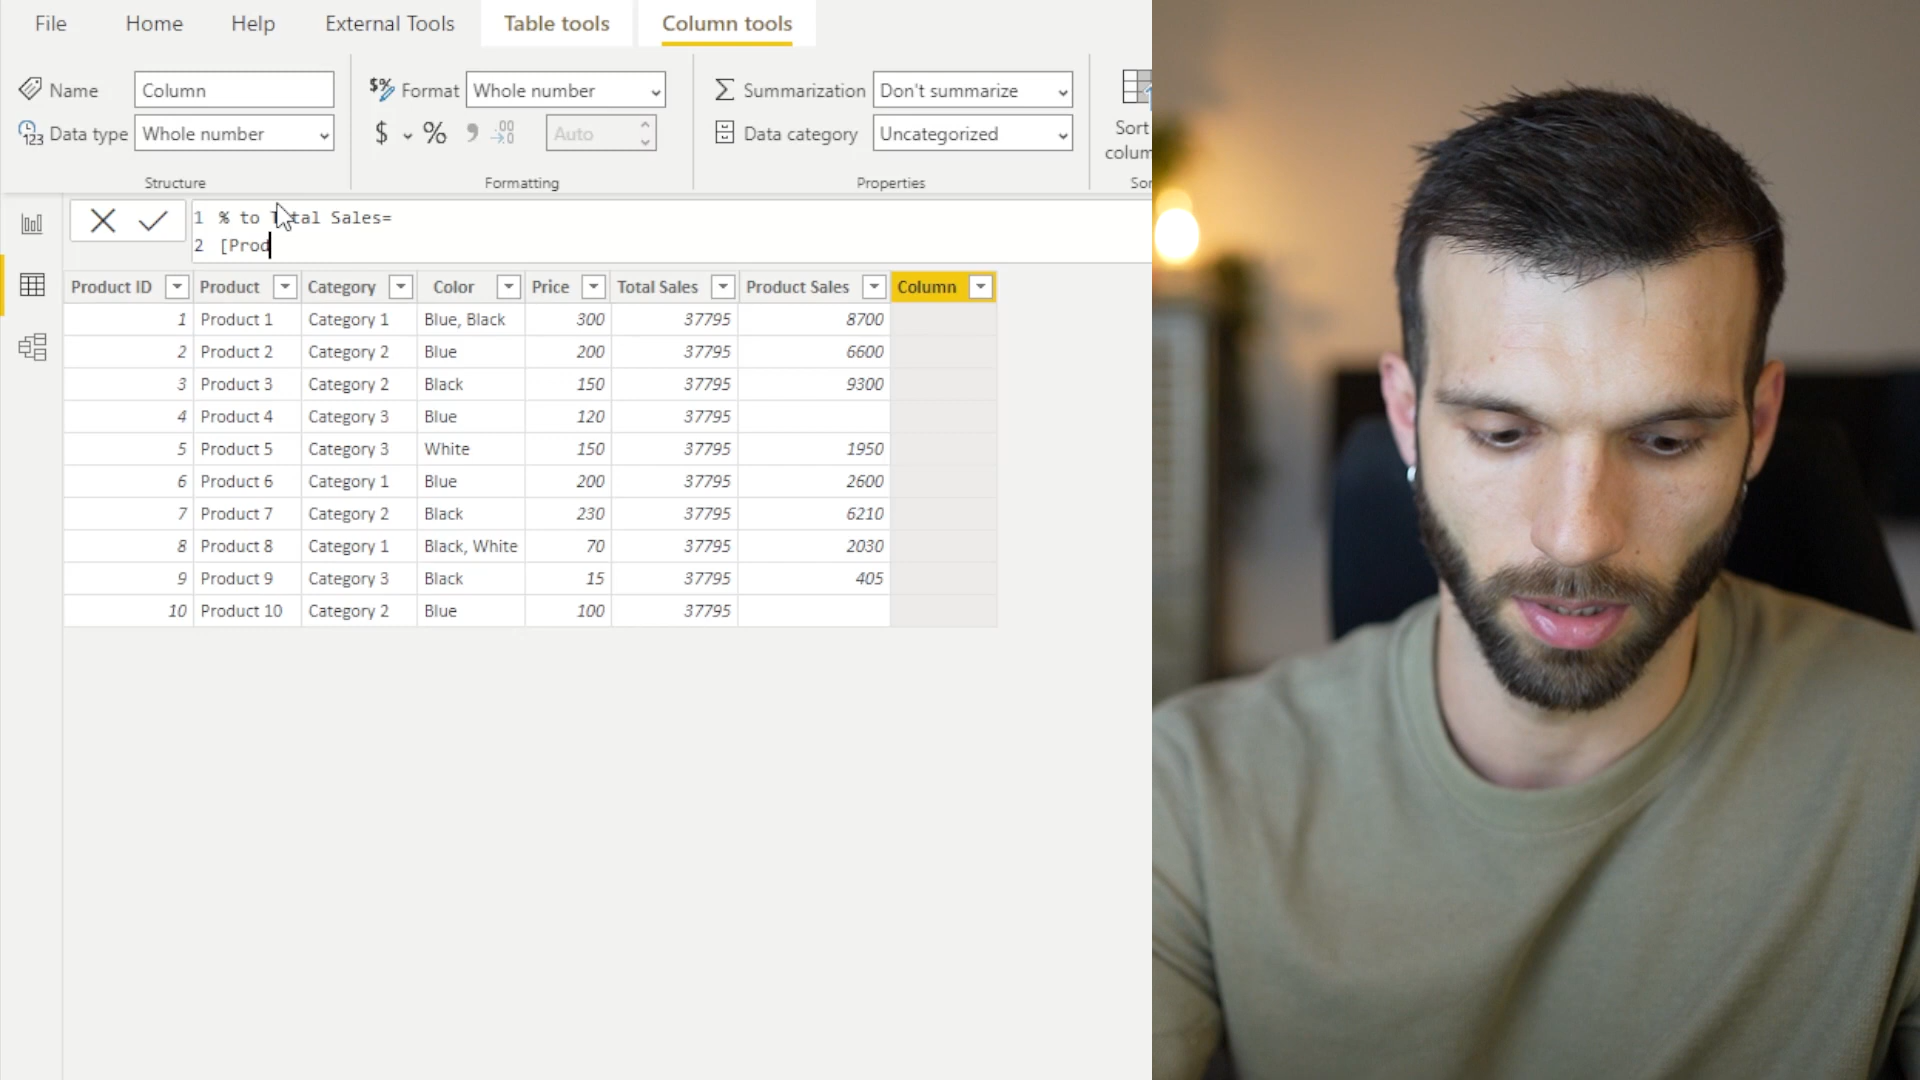 File Home Help External Tools Table tools Column tools
Name Column
Data type Whole number
Structure
$% Format Whole number
$ % 9 .00 →.0 Auto
Formatting
Σ Summarization Don't summarize
Data category Uncategorized
Properties
Sort
colum
Sor
1 % to Total Sales=
2 [Prod
Product ID Product Category Color Price Total Sales Product Sales Column
1 Product 1 Category 1 Blue, Black 300 37795 8700
2 Product 2 Category 2 Blue 200 37795 6600
3 Product 3 Category 2 Black 150 37795 9300
4 Product 4 Category 3 Blue 120 37795
5 Product 5 Category 3 White 150 37795 1950
6 Product 6 Category 1 Blue 200 37795 2600
7 Product 7 Category 2 Black 230 37795 6210
8 Product 8 Category 1 Black, White 70 37795 2030
9 Product 9 Category 3 Black 15 37795 405
10 Product 10 Category 2 Blue 100 37795